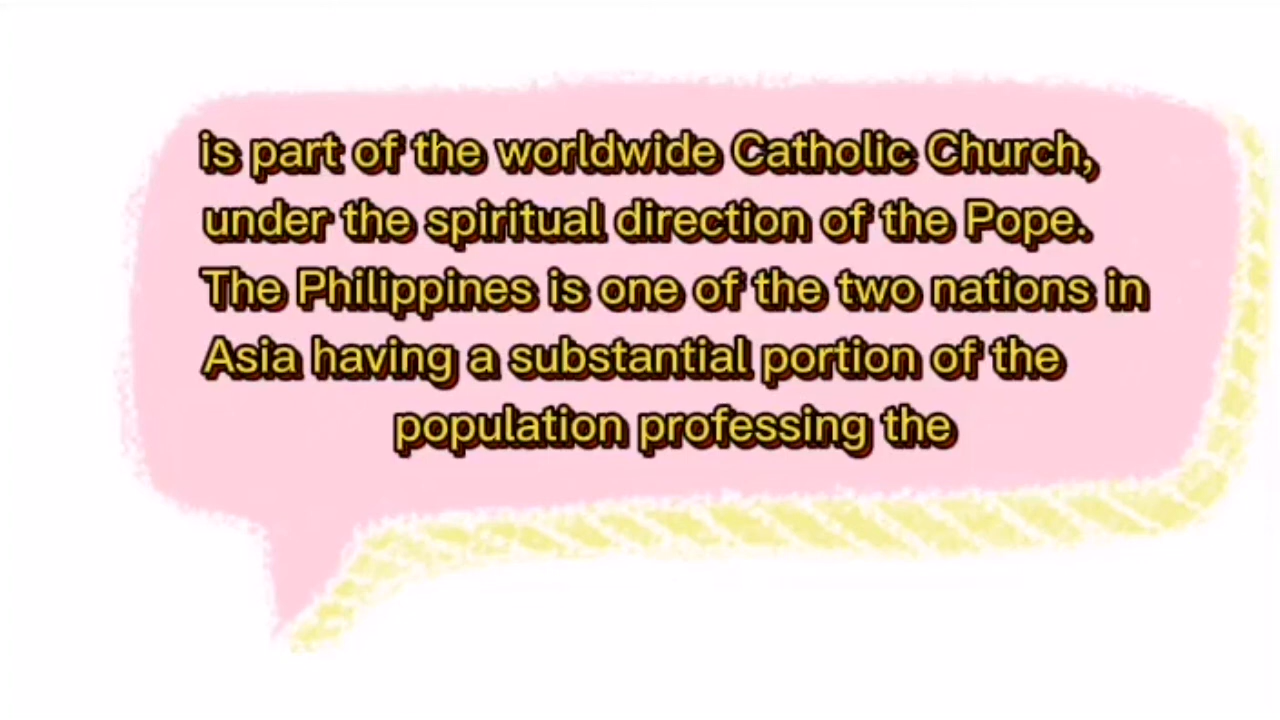 is part of the worldwide Catholic Church,
under the spiritual direction of the Pope.
The Philippines is one of the two nations in
Asia having a substantial portion of the
population professing the